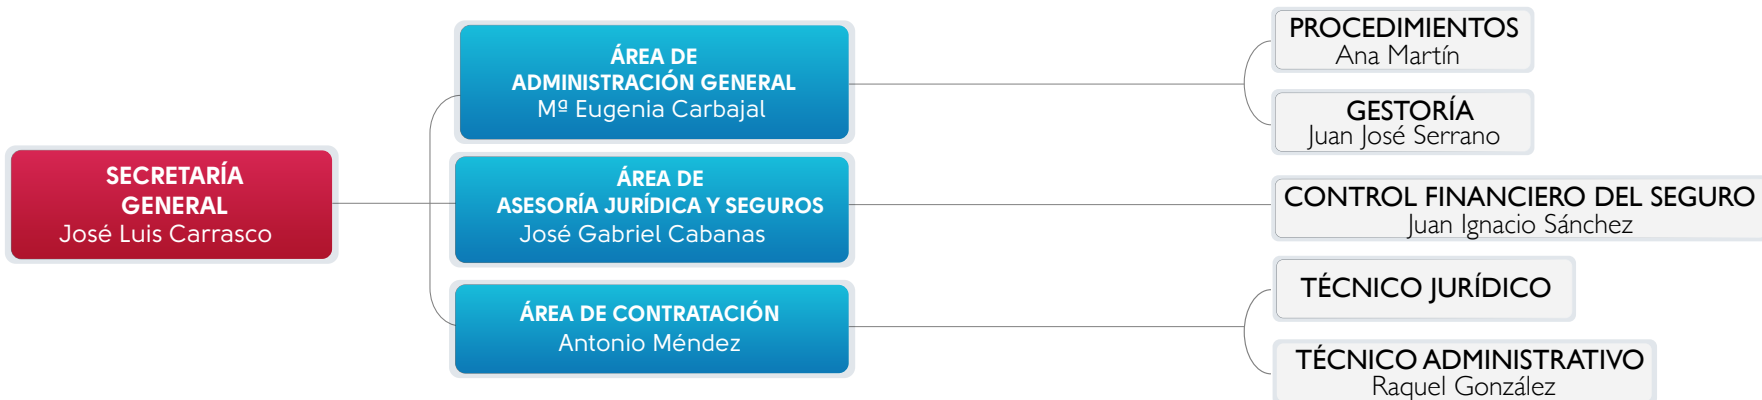 SECRETARÍA
GENERAL
José Luis Carrasco
ÁREA DE
ADMINISTRACIÓN GENERAL
Mª Eugenia Carbajal
PROCEDIMIENTOS
Ana Martín
GESTORÍA
Juan José Serrano
ÁREA DE
ASESORÍA JURÍDICA Y SEGUROS
José Gabriel Cabanas
CONTROL FINANCIERO DEL SEGURO
Juan Ignacio Sánchez
ÁREA DE CONTRATACIÓN
Antonio Méndez
TÉCNICO JURÍDICO
TÉCNICO ADMINISTRATIVO
Raquel González